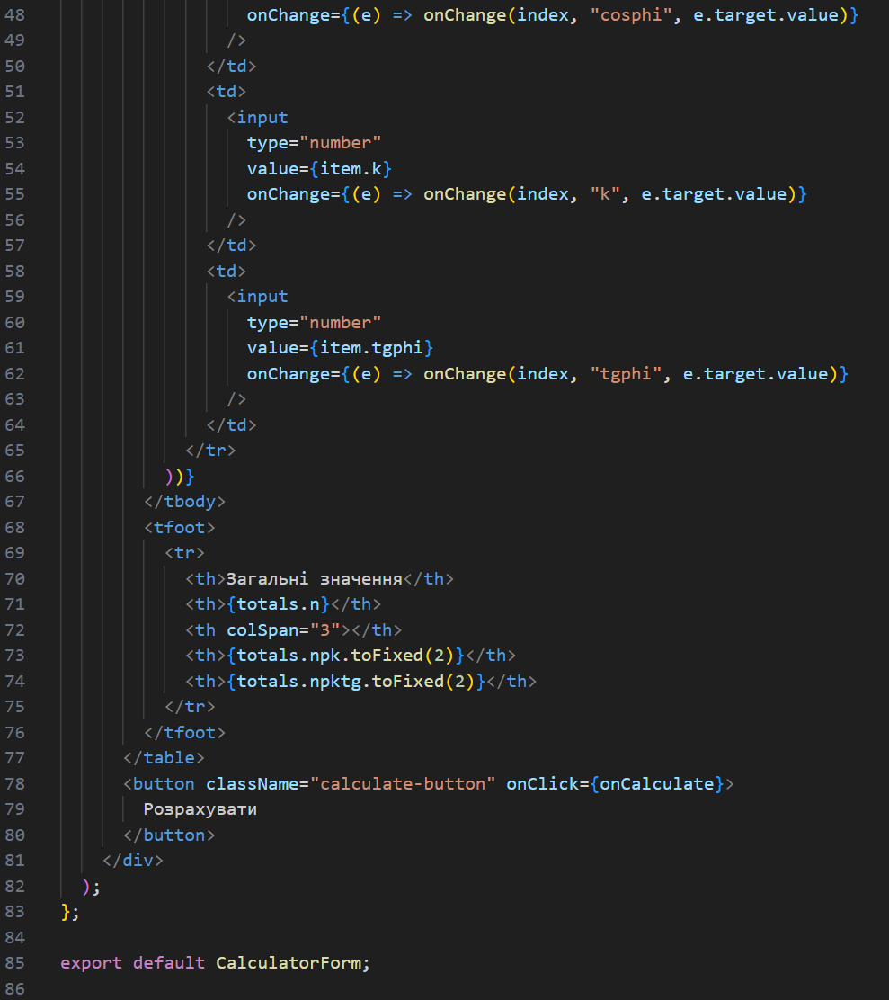 48 onChange={(e) => onChange(index, "cosphi", e.target.value)}
49 />
50 </td>
51 <td>
52 <input
53 type="number"
54 value={item.k}
55 onChange={(e) => onChange(index, "k", e.target.value)}
56 />
57 </td>
58 <td>
59 <input
60 type="number"
61 value={item.tgphi}
62 onChange={(e) => onChange(index, "tgphi", e.target.value)}
63 />
64 </td>
65 </tr>
66 ))}
67 </tbody>
68 <tfoot>
69 <tr>
70 <th>Загальні значення</th>
71 <th>{totals.n}</th>
72 <th colSpan="3"></th>
73 <th>{totals.npk.toFixed(2)}</th>
74 <th>{totals.npktg.toFixed(2)}</th>
75 </tr>
76 </tfoot>
77 </table>
78 <button className="calculate-button" onClick={onCalculate}>
79 Розрахувати
80 </button>
81 </div>
82 );
83 };
84
85 export default CalculatorForm;
86